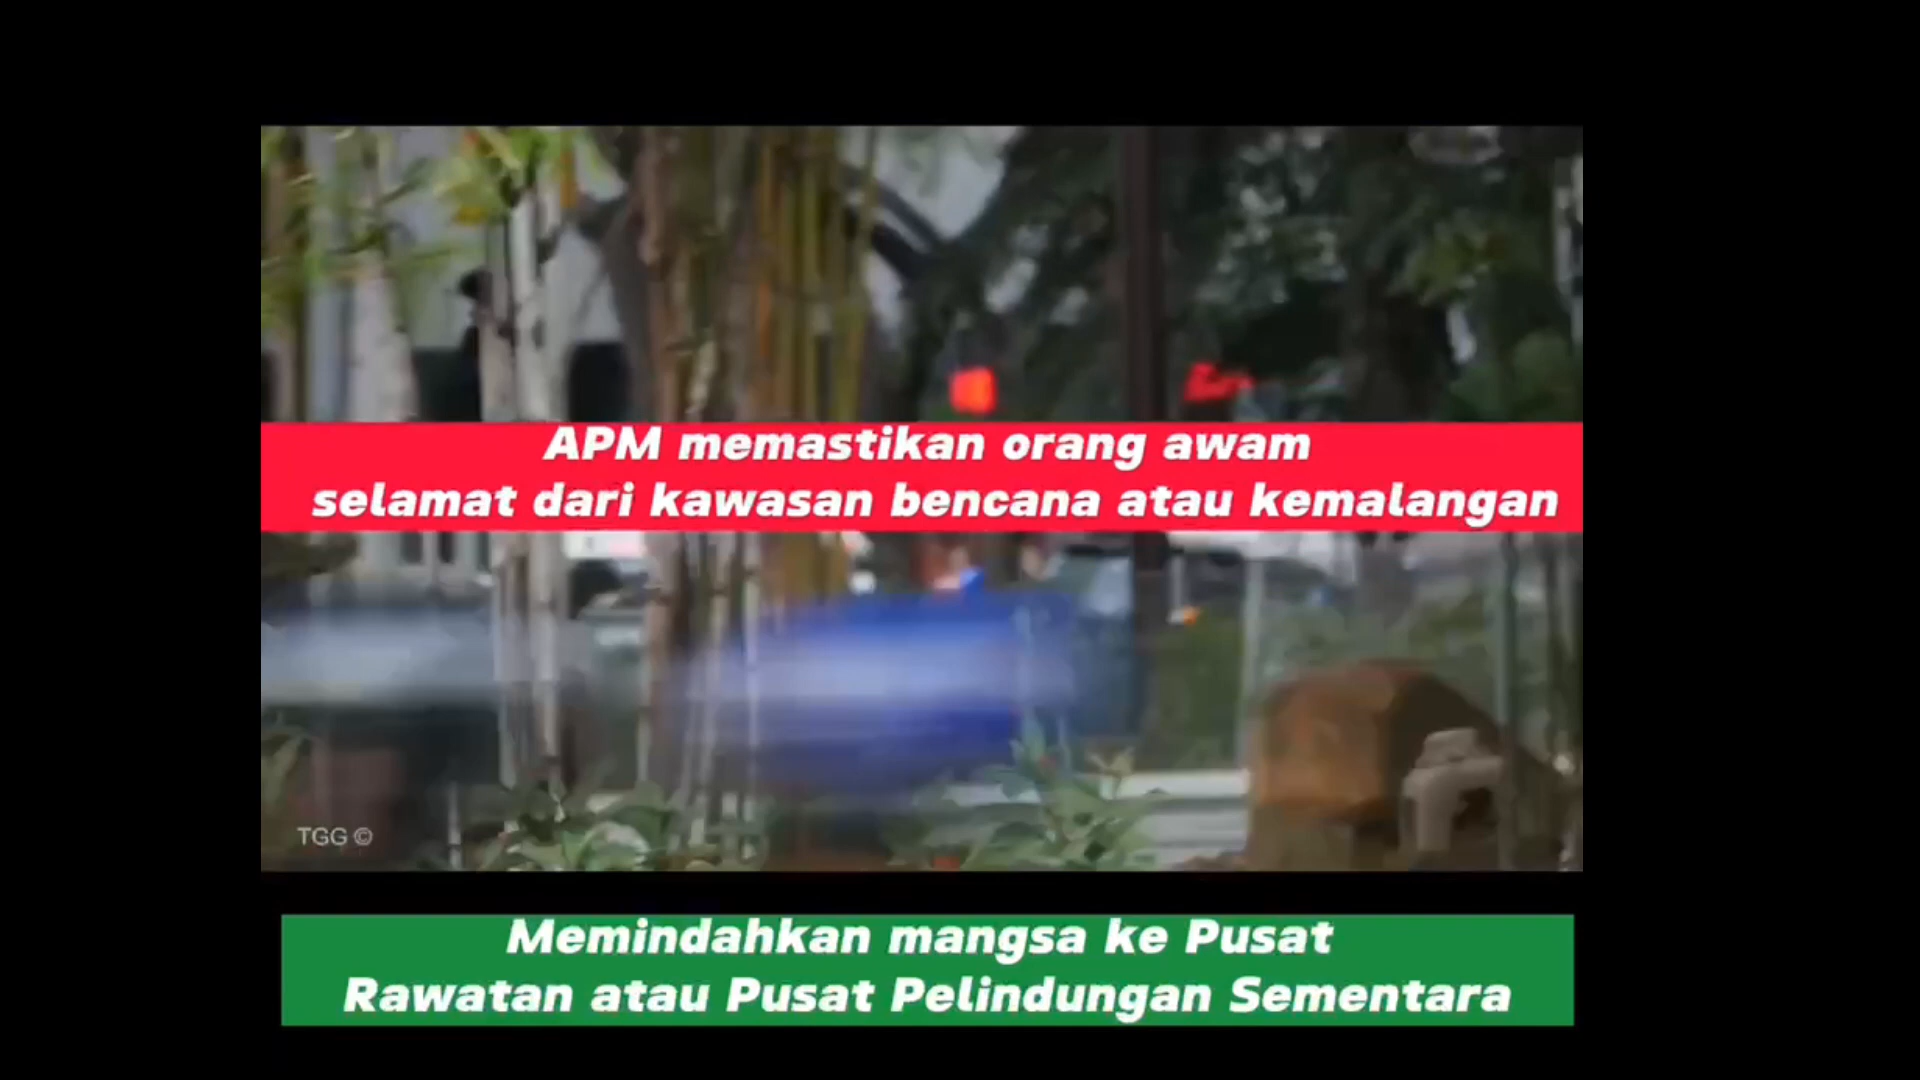 APM memastikan orang awam
selamat dari kawasan bencana atau kemalangan
TGG ©
Memindahkan mangsa ke Pusat
Rawatan atau Pusat Pelindungan Sementara